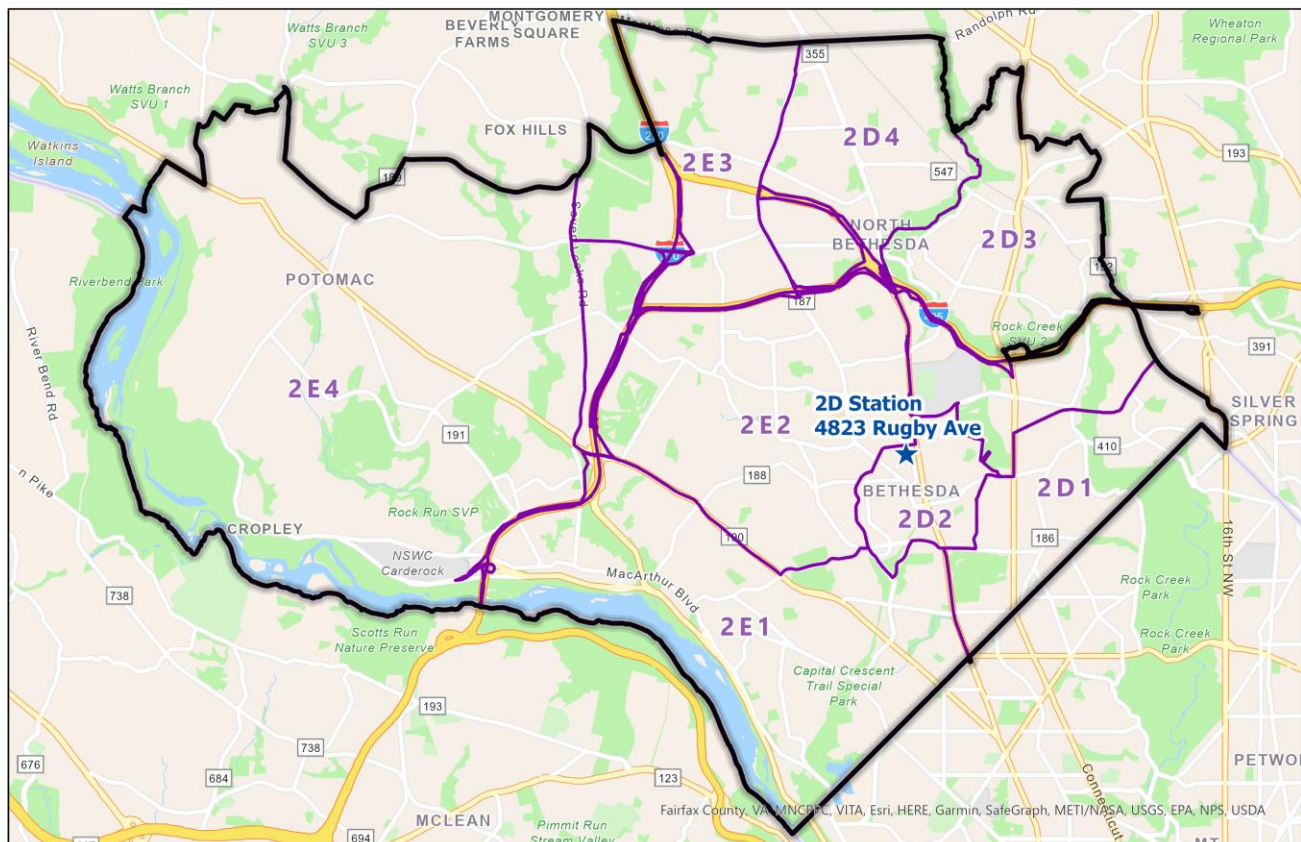 Watts Branch
SVU 3
BEVERLY
FARMS
MONTGOMERY
SQUARE
Randolph Rd
Wheaton
Regional Park
355
Watts Branch
SVU 1
FOX HILLS
2E3
2D4
193
Watkins
Island
189
547
Seven Locks Rd
NORTH
BETHESDA
2D3
Riverbend Park
POTOMAC
187
Rock Creek
SVU 2
391
River Bend Rd
2E4
2D Station
4823 Rugby Ave
SILVER
SPRING
191
2E2
410
n Pike
188
BETHESDA
2D1
Rock Run SVP
2D2
CROPLEY
190
186
16th St NW
NSWC
Carderock
MacArthur Blvd
738
Rock Creek
Park
Scotts Run
Nature Preserve
2E1
Rock Creek
Park
Capital Crescent
Trail Special
Park
193
738
676
684
123
PETWO
Connecticut
Fairfax County, VA, MNCPPC, VITA, Esri, HERE, Garmin, SafeGraph, METI/NASA, USGS, EPA, NPS, USDA
MCLEAN
694
Pimmit Run
Stream Valley
MT